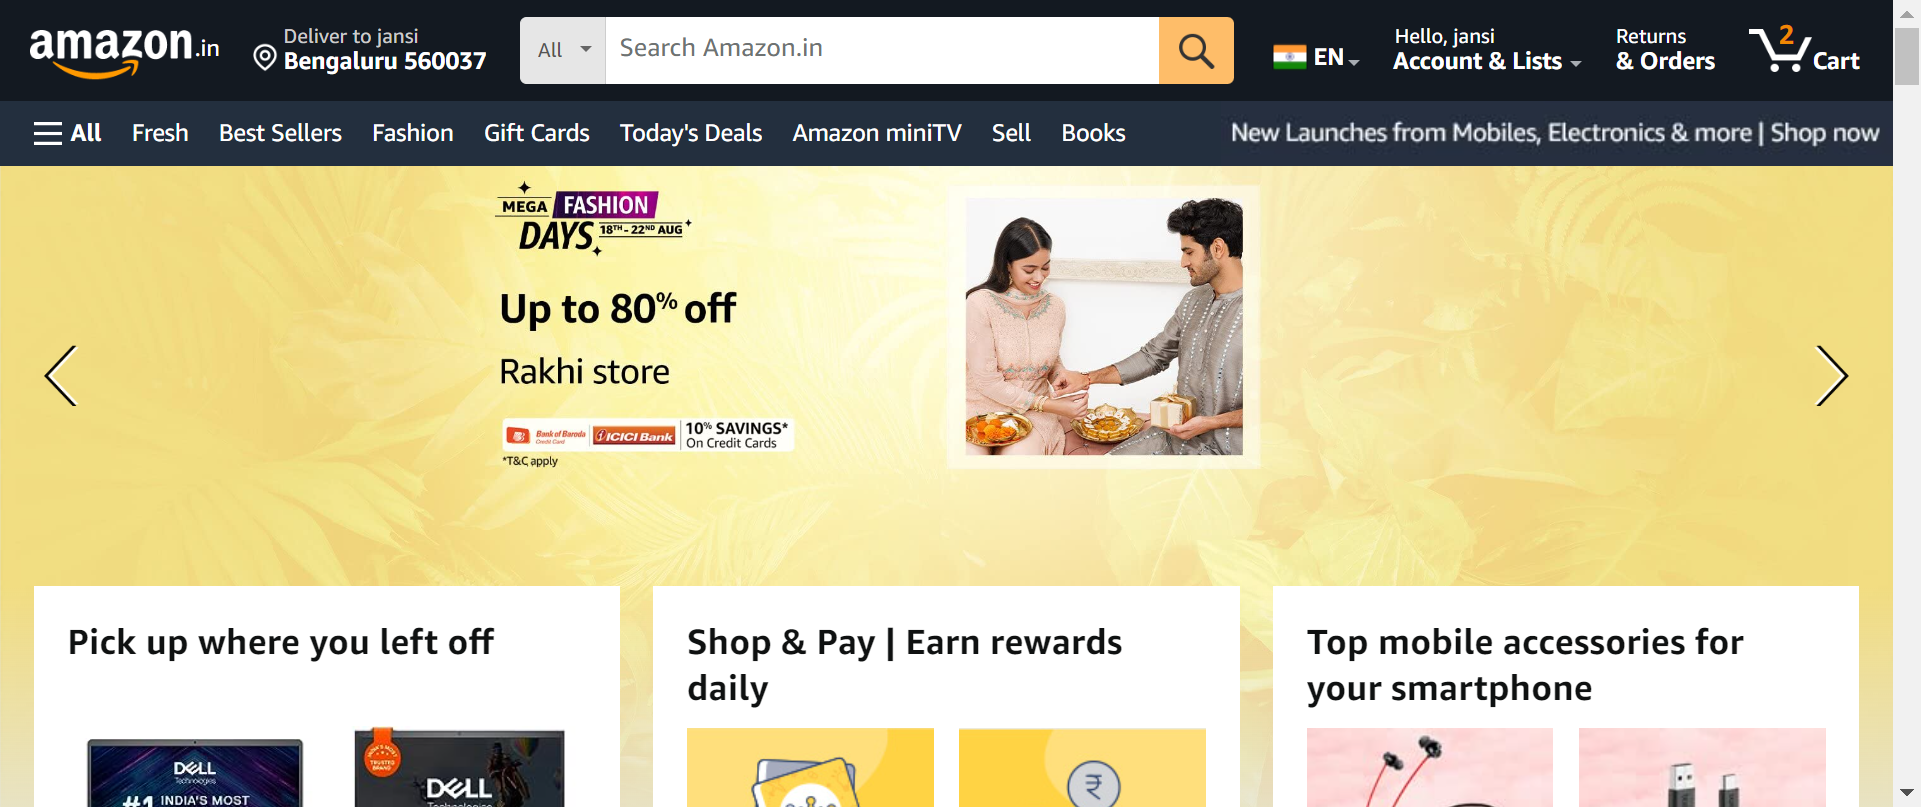 amazon.in
Deliver to jansi
Bengaluru 560037
All
Search Amazon.in
EN
Hello, jansi
Account & Lists
Returns
& Orders
2
Cart
All
Fresh
Best Sellers
Fashion
Gift Cards
Today's Deals
Amazon miniTV
Sell
Books
New Launches from Mobiles, Electronics & more | Shop now
MEGA FASHION
DAYS 18TH - 22ND AUG
Up to 80% off
Rakhi store
Bank of Baroda
Credit Card
ICICI Bank
10% SAVINGS*
On Credit Cards
*T&C apply
Pick up where you left off
DELL
Technologies
#1 INDIA'S MOST
INDIA'S MOST
TRUSTED
BRAND
DELL
Technologies
Shop & Pay | Earn rewards
daily
₹
Top mobile accessories for
your smartphone